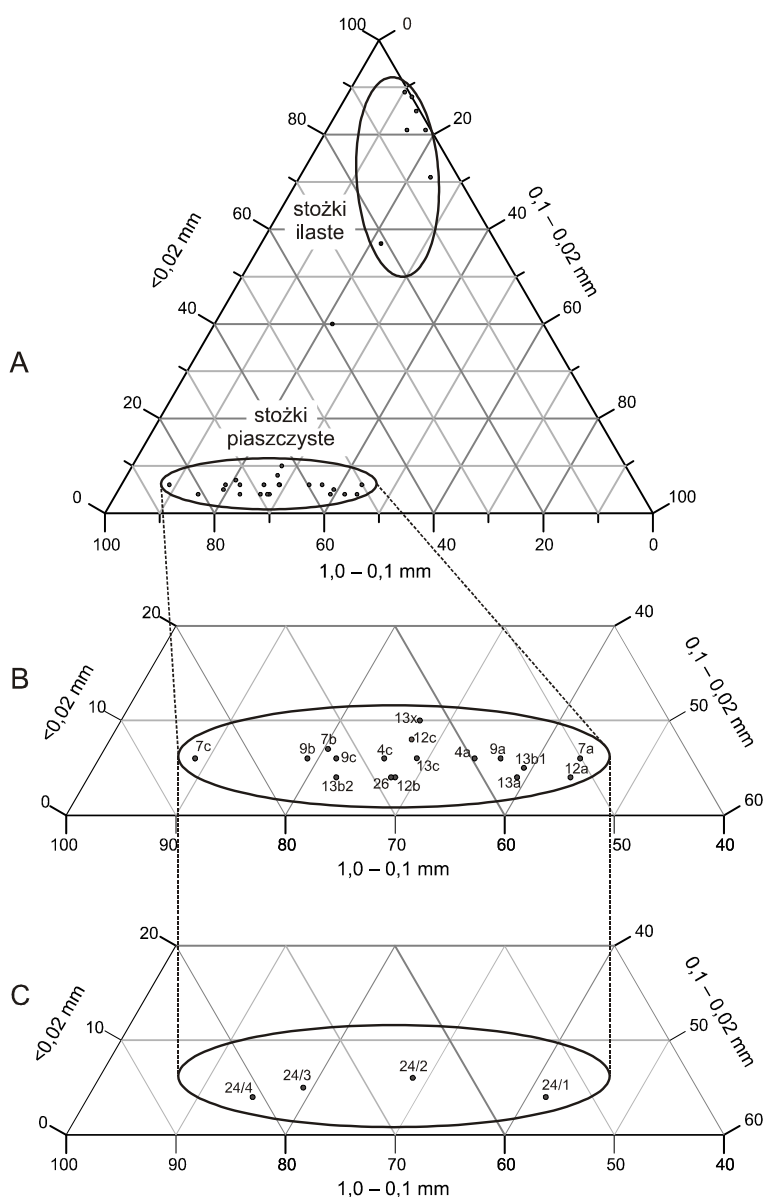 100
0
80
20
<0,02 mm
0,1 – 0,02 mm
stożki
ilaste
60
40
40
60
A
20
80
stożki
piaszczyste
0
100
100
80
60
40
20
0
1,0 – 0,1 mm
B
20
40
<0,02 mm
0,1 – 0,02 mm
10
50
13x
12c
7b
7c
9b
9c
4c
13c
4a
9a
13b1
7a
13b2
26
12b
13a
12a
0
60
100
90
80
70
60
50
40
1,0 – 0,1 mm
C
20
40
<0,02 mm
0,1 – 0,02 mm
10
50
24/4
24/3
24/2
24/1
0
60
100
90
80
70
60
50
40
1,0 – 0,1 mm